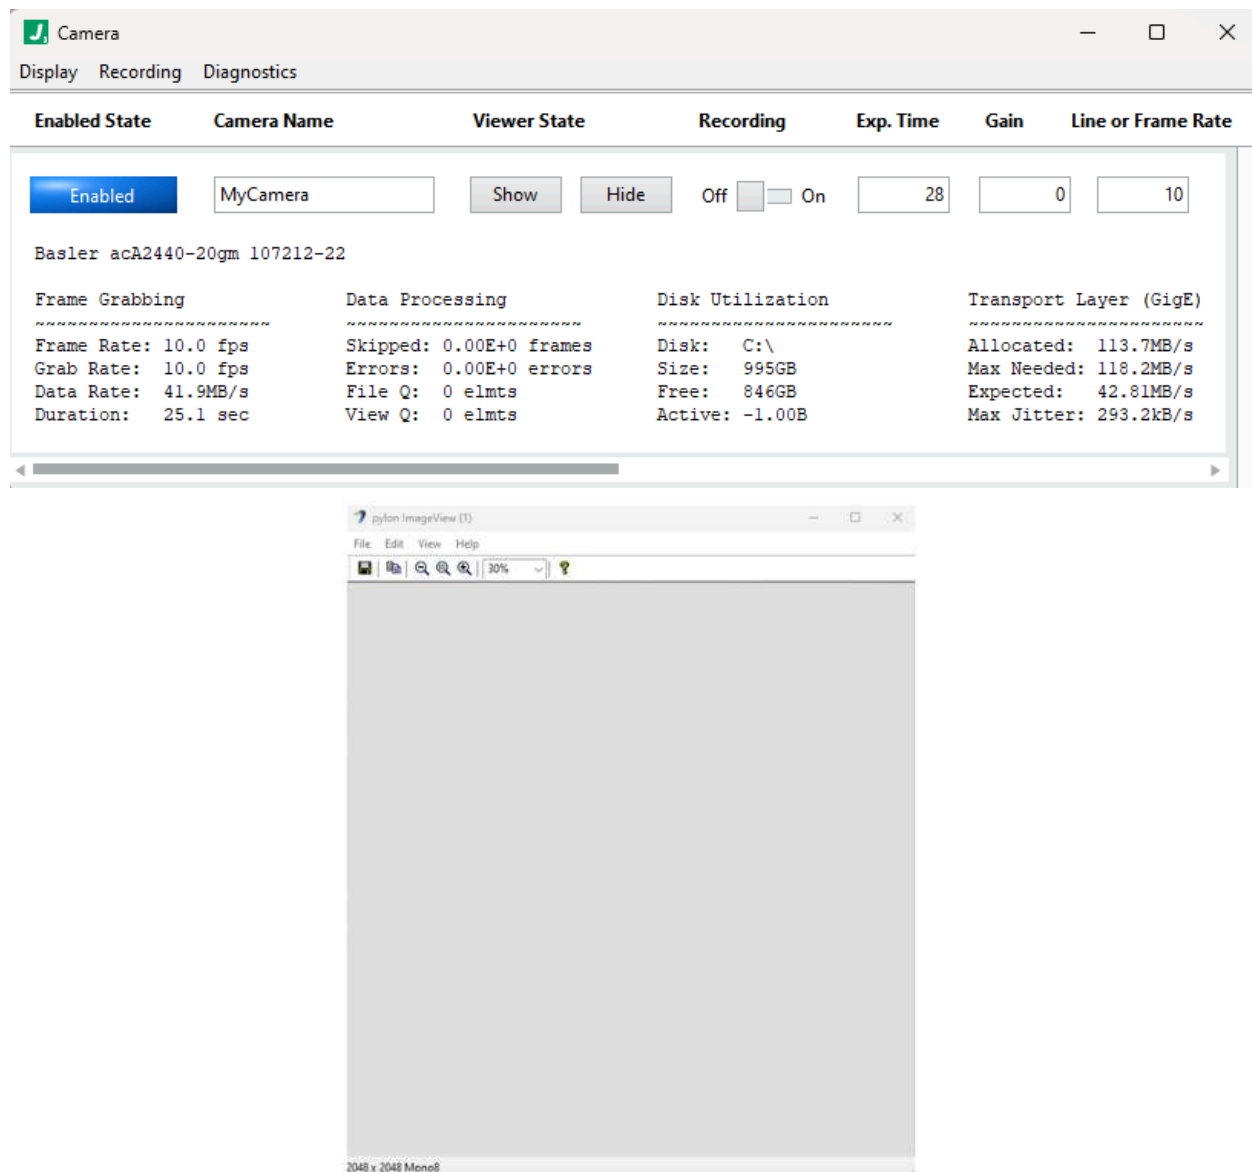 Camera
Display Recording Diagnostics
Enabled State Camera Name Viewer State Recording Exp. Time Gain Line or Frame Rate
Enabled MyCamera Show Hide Off On 28 0 10
Basler acA2440-20gm 107212-22
Frame Grabbing Data Processing Disk Utilization Transport Layer (GigE)
~~~~~~~~~~~~~~~~~~~~~~ ~~~~~~~~~~~~~~~~~~~~~~ ~~~~~~~~~~~~~~~~~~~~~~ ~~~~~~~~~~~~~~~~~~~~~~
Frame Rate: 10.0 fps Skipped: 0.00E+0 frames Disk: C:\ Allocated: 113.7MB/s
Grab Rate: 10.0 fps Errors: 0.00E+0 errors Size: 995GB Max Needed: 118.2MB/s
Data Rate: 41.9MB/s File Q: 0 elmts Free: 846GB Expected: 42.81MB/s
Duration: 25.1 sec View Q: 0 elmts Active: -1.00B Max Jitter: 293.2kB/s
pylon ImageView (1)
File Edit View Help
30%
2048 x 2048 Mono8